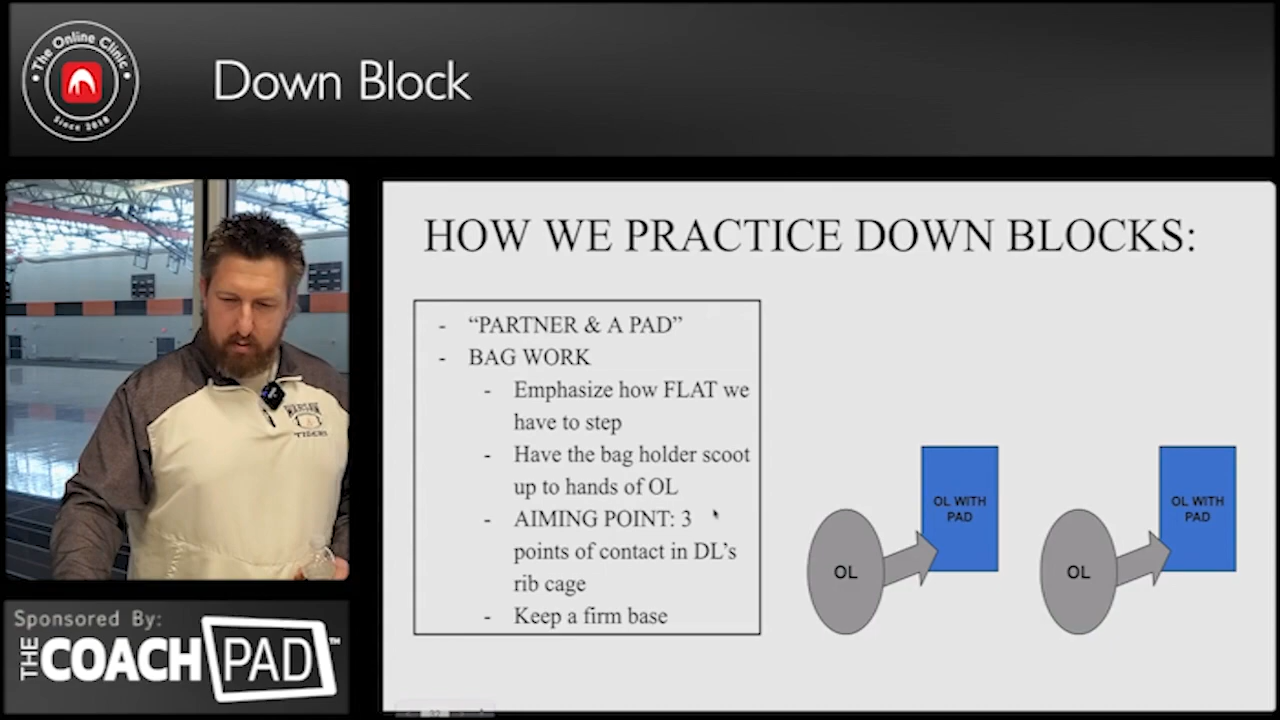 The Online Clinic
Since 2020
Down Block
HOW WE PRACTICE DOWN BLOCKS:
- “PARTNER & A PAD”
- BAG WORK
- Emphasize how FLAT we
have to step
- Have the bag holder scoot
up to hands of OL
- AIMING POINT: 3
points of contact in DL’s
rib cage
- Keep a firm base
OL
OL WITH
PAD
OL
OL WITH
PAD
WARSAW
TIGERS
Sponsored By:
THE COACH PAD™